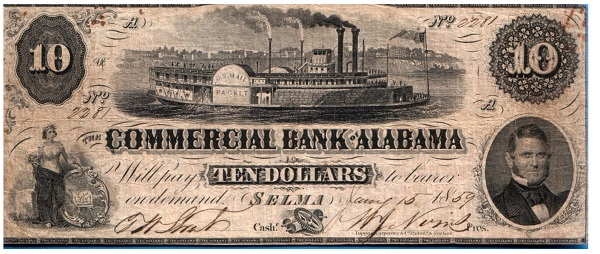 A Nº 2281
10 10
U.S. MAIL
PACKET
Nº A
2281
THE COMMERCIAL BANK OF ALABAMA
Will pay TEN DOLLARS to bearer
on demand. SELMA Jany 15 1859
Cash! Pres.